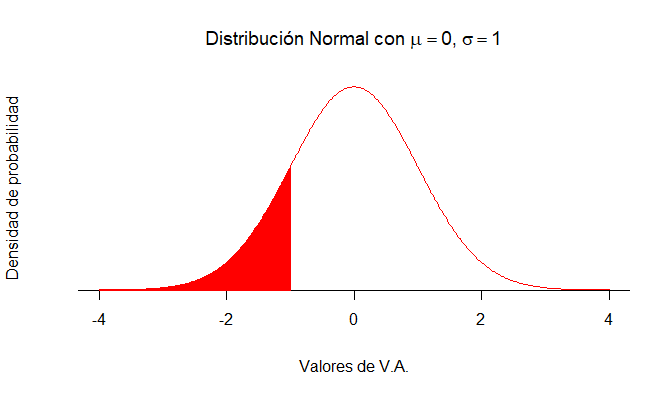 Distribución Normal con μ = 0, σ = 1
Densidad de probabilidad
-4 -2 0 2 4
Valores de V.A.